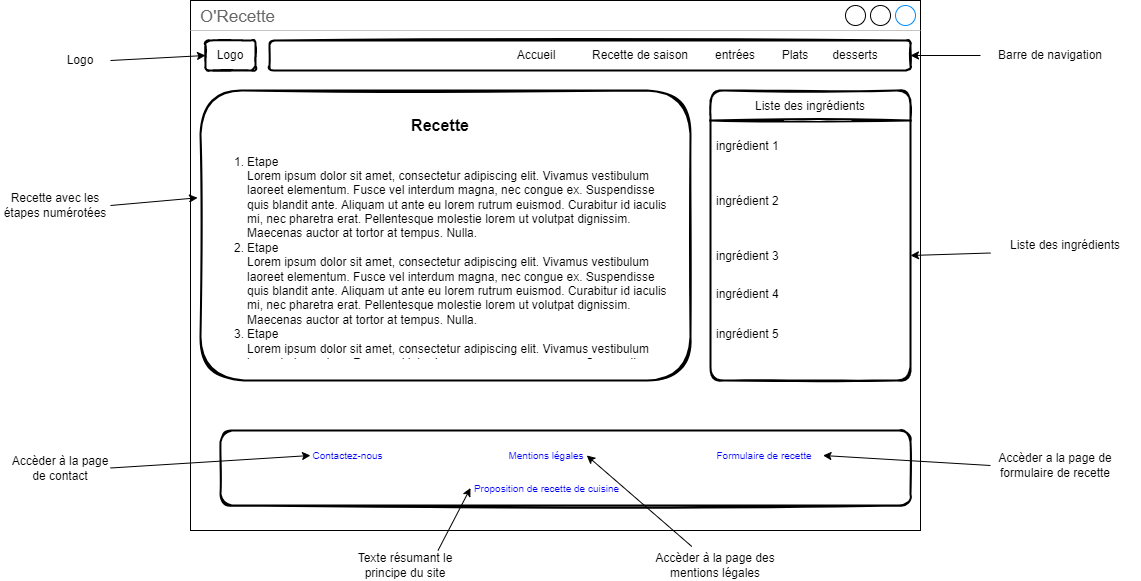 O'Recette
Logo
Logo
Accueil
Recette de saison
entrées
Plats
desserts
Barre de navigation
Recette
Liste des ingrédients
1. Etape
Lorem ipsum dolor sit amet, consectetur adipiscing elit. Vivamus vestibulum
laoreet elementum. Fusce vel interdum magna, nec congue ex. Suspendisse
quis blandit ante. Aliquam ut ante eu lorem rutrum euismod. Curabitur id iaculis
mi, nec pharetra erat. Pellentesque molestie lorem ut volutpat dignissim.
Maecenas auctor at tortor at tempus. Nulla.
2. Etape
Lorem ipsum dolor sit amet, consectetur adipiscing elit. Vivamus vestibulum
laoreet elementum. Fusce vel interdum magna, nec congue ex. Suspendisse
quis blandit ante. Aliquam ut ante eu lorem rutrum euismod. Curabitur id iaculis
mi, nec pharetra erat. Pellentesque molestie lorem ut volutpat dignissim.
Maecenas auctor at tortor at tempus. Nulla.
3. Etape
Lorem ipsum dolor sit amet, consectetur adipiscing elit. Vivamus vestibulum
ingrédient 1
ingrédient 2
ingrédient 3
ingrédient 4
ingrédient 5
Recette avec les
étapes numérotées
Liste des ingrédients
Accèder à la page
de contact
Contactez-nous
Mentions légales
Formulaire de recette
Accèder a la page de
formulaire de recette
Proposition de recette de cuisine
Texte résumant le
principe du site
Accèder à la page des
mentions légales